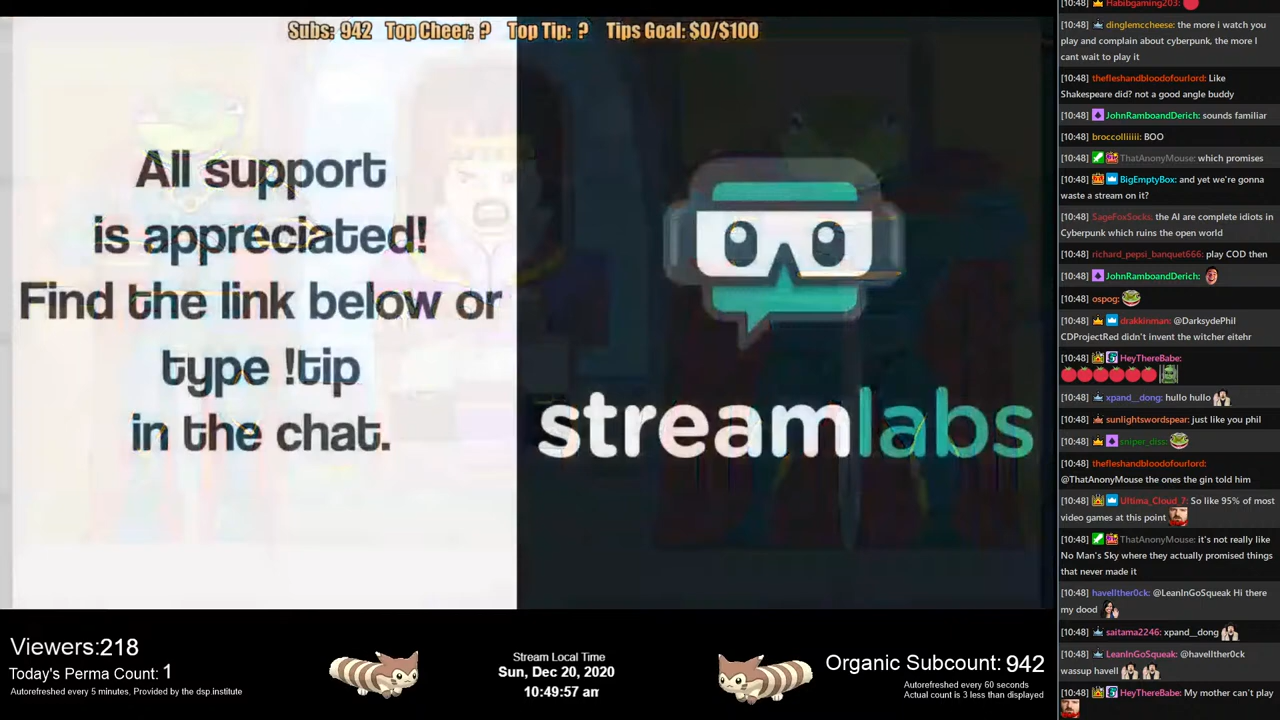 Subs: 942 Top Cheer: ? Top Tip: ? Tips Goal: $0/$100
All support
is appreciated!
Find the link below or
type !tip
in the chat.
streamlabs
Viewers:218
Today's Perma Count: 1
Autorefreshed every 5 minutes, Provided by the dsp.institute
Stream Local Time
Sun, Dec 20, 2020
10:49:57 am
Organic Subcount: 942
Autorefreshed every 60 seconds
Actual count is 3 less than displayed
[10:48] Habibgaming203:
[10:48] dinglemccheese: the more i watch you
play and complain about cyberpunk, the more I
cant wait to play it
[10:48] thefleshandbloodofourlord: Like
Shakespeare did? not a good angle buddy
[10:48] JohnRamboandDerich: sounds familiar
[10:48] broccolliiiii: BOO
[10:48] ThatAnonyMouse: which promises
[10:48] BigEmptyBox: and yet we're gonna
waste a stream on it?
[10:48] SageFoxSocks: the AI are complete idiots in
Cyberpunk which ruins the open world
[10:48] richard_pepsi_banquet666: play COD then
[10:48] JohnRamboandDerich:
[10:48] ospog:
[10:48] drakkinman: @DarksydePhil
CDProjectRed didn't invent the witcher eitehr
[10:48] HeyThereBabe:
[10:48] xpand__dong: hullo hullo
[10:48] sunlightswordspear: just like you phil
[10:48] sniper_diss:
[10:48] thefleshandbloodofourlord:
@ThatAnonyMouse the ones the gin told him
[10:48] Ultima_Cloud_7: So like 95% of most
video games at this point
[10:48] ThatAnonyMouse: it's not really like
No Man's Sky where they actually promised things
that never made it
[10:48] havellther0ck: @LeanInGoSqueak Hi there
my dood
[10:48] saitama2246: xpand__dong
[10:48] LeanInGoSqueak: @havellther0ck
wassup havell
[10:48] HeyThereBabe: My mother can't play